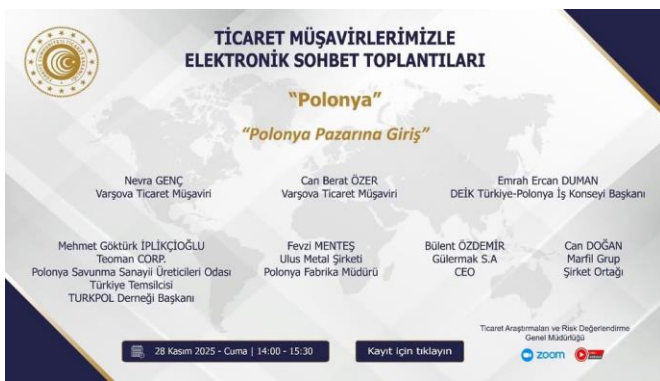 TİCARET MÜŞAVİRLERİMİZLE
ELEKTRONİK SOHBET TOPLANTILARI
“Polonya”
“Polonya Pazarına Giriş”
Nevra GENÇ
Varşova Ticaret Müşaviri
Can Berat ÖZER
Varşova Ticaret Müşaviri
Emrah Ercan DUMAN
DEİK Türkiye-Polonya İş Konseyi Başkanı
Mehmet Göktürk İPLİKÇİOĞLU
Teoman CORP.
Polonya Savunma Sanayii Üreticileri Odası
Türkiye Temsilcisi
TURKPOL Derneği Başkanı
Fevzi MENTEŞ
Ulus Metal Şirketi
Polonya Fabrika Müdürü
Bülent ÖZDEMİR
Gülermak S.A
CEO
Can DOĞAN
Marfil Grup
Şirket Ortağı
28 Kasım 2025 - Cuma | 14:00 - 15:30
Kayıt için tıklayın
Ticaret Araştırmaları ve Risk Değerlendirme
Genel Müdürlüğü
zoom